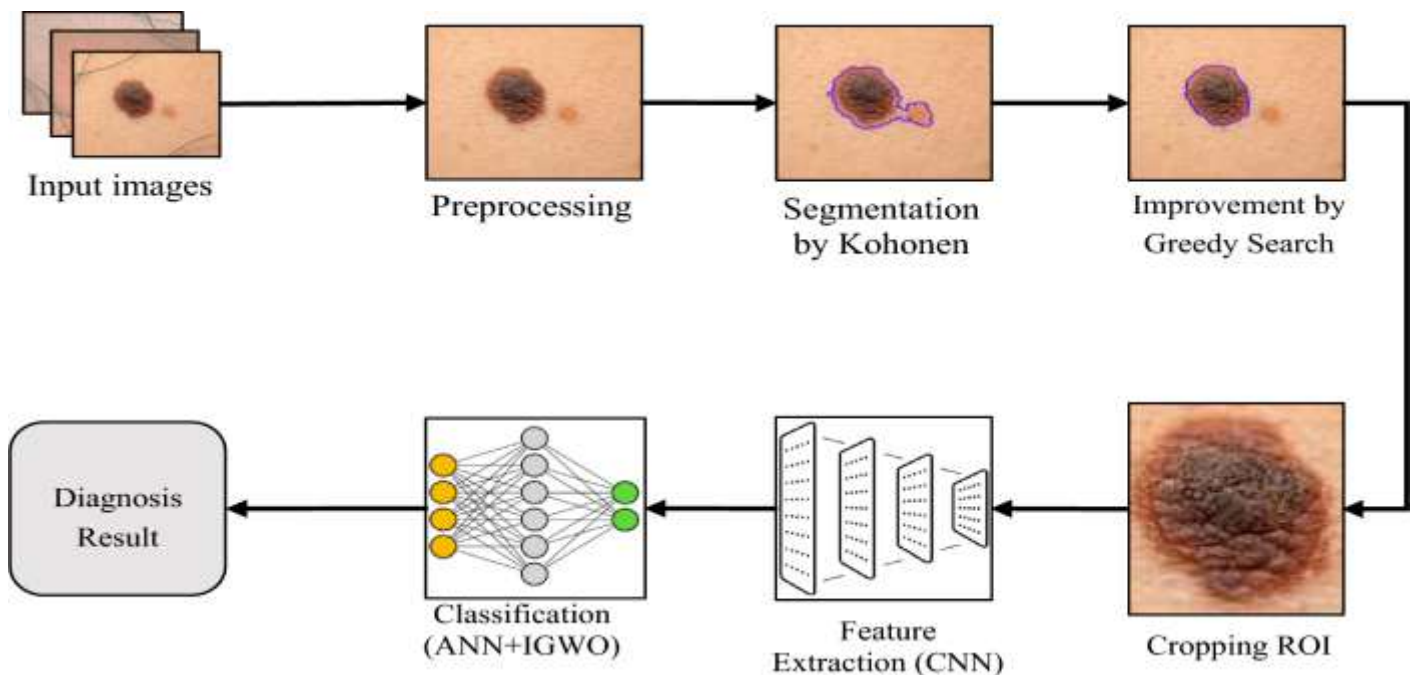 Input images
Preprocessing
Segmentation
by Kohonen
Improvement by
Greedy Search
Cropping ROI
Feature
Extraction (CNN)
Classification
(ANN+IGWO)
Diagnosis
Result